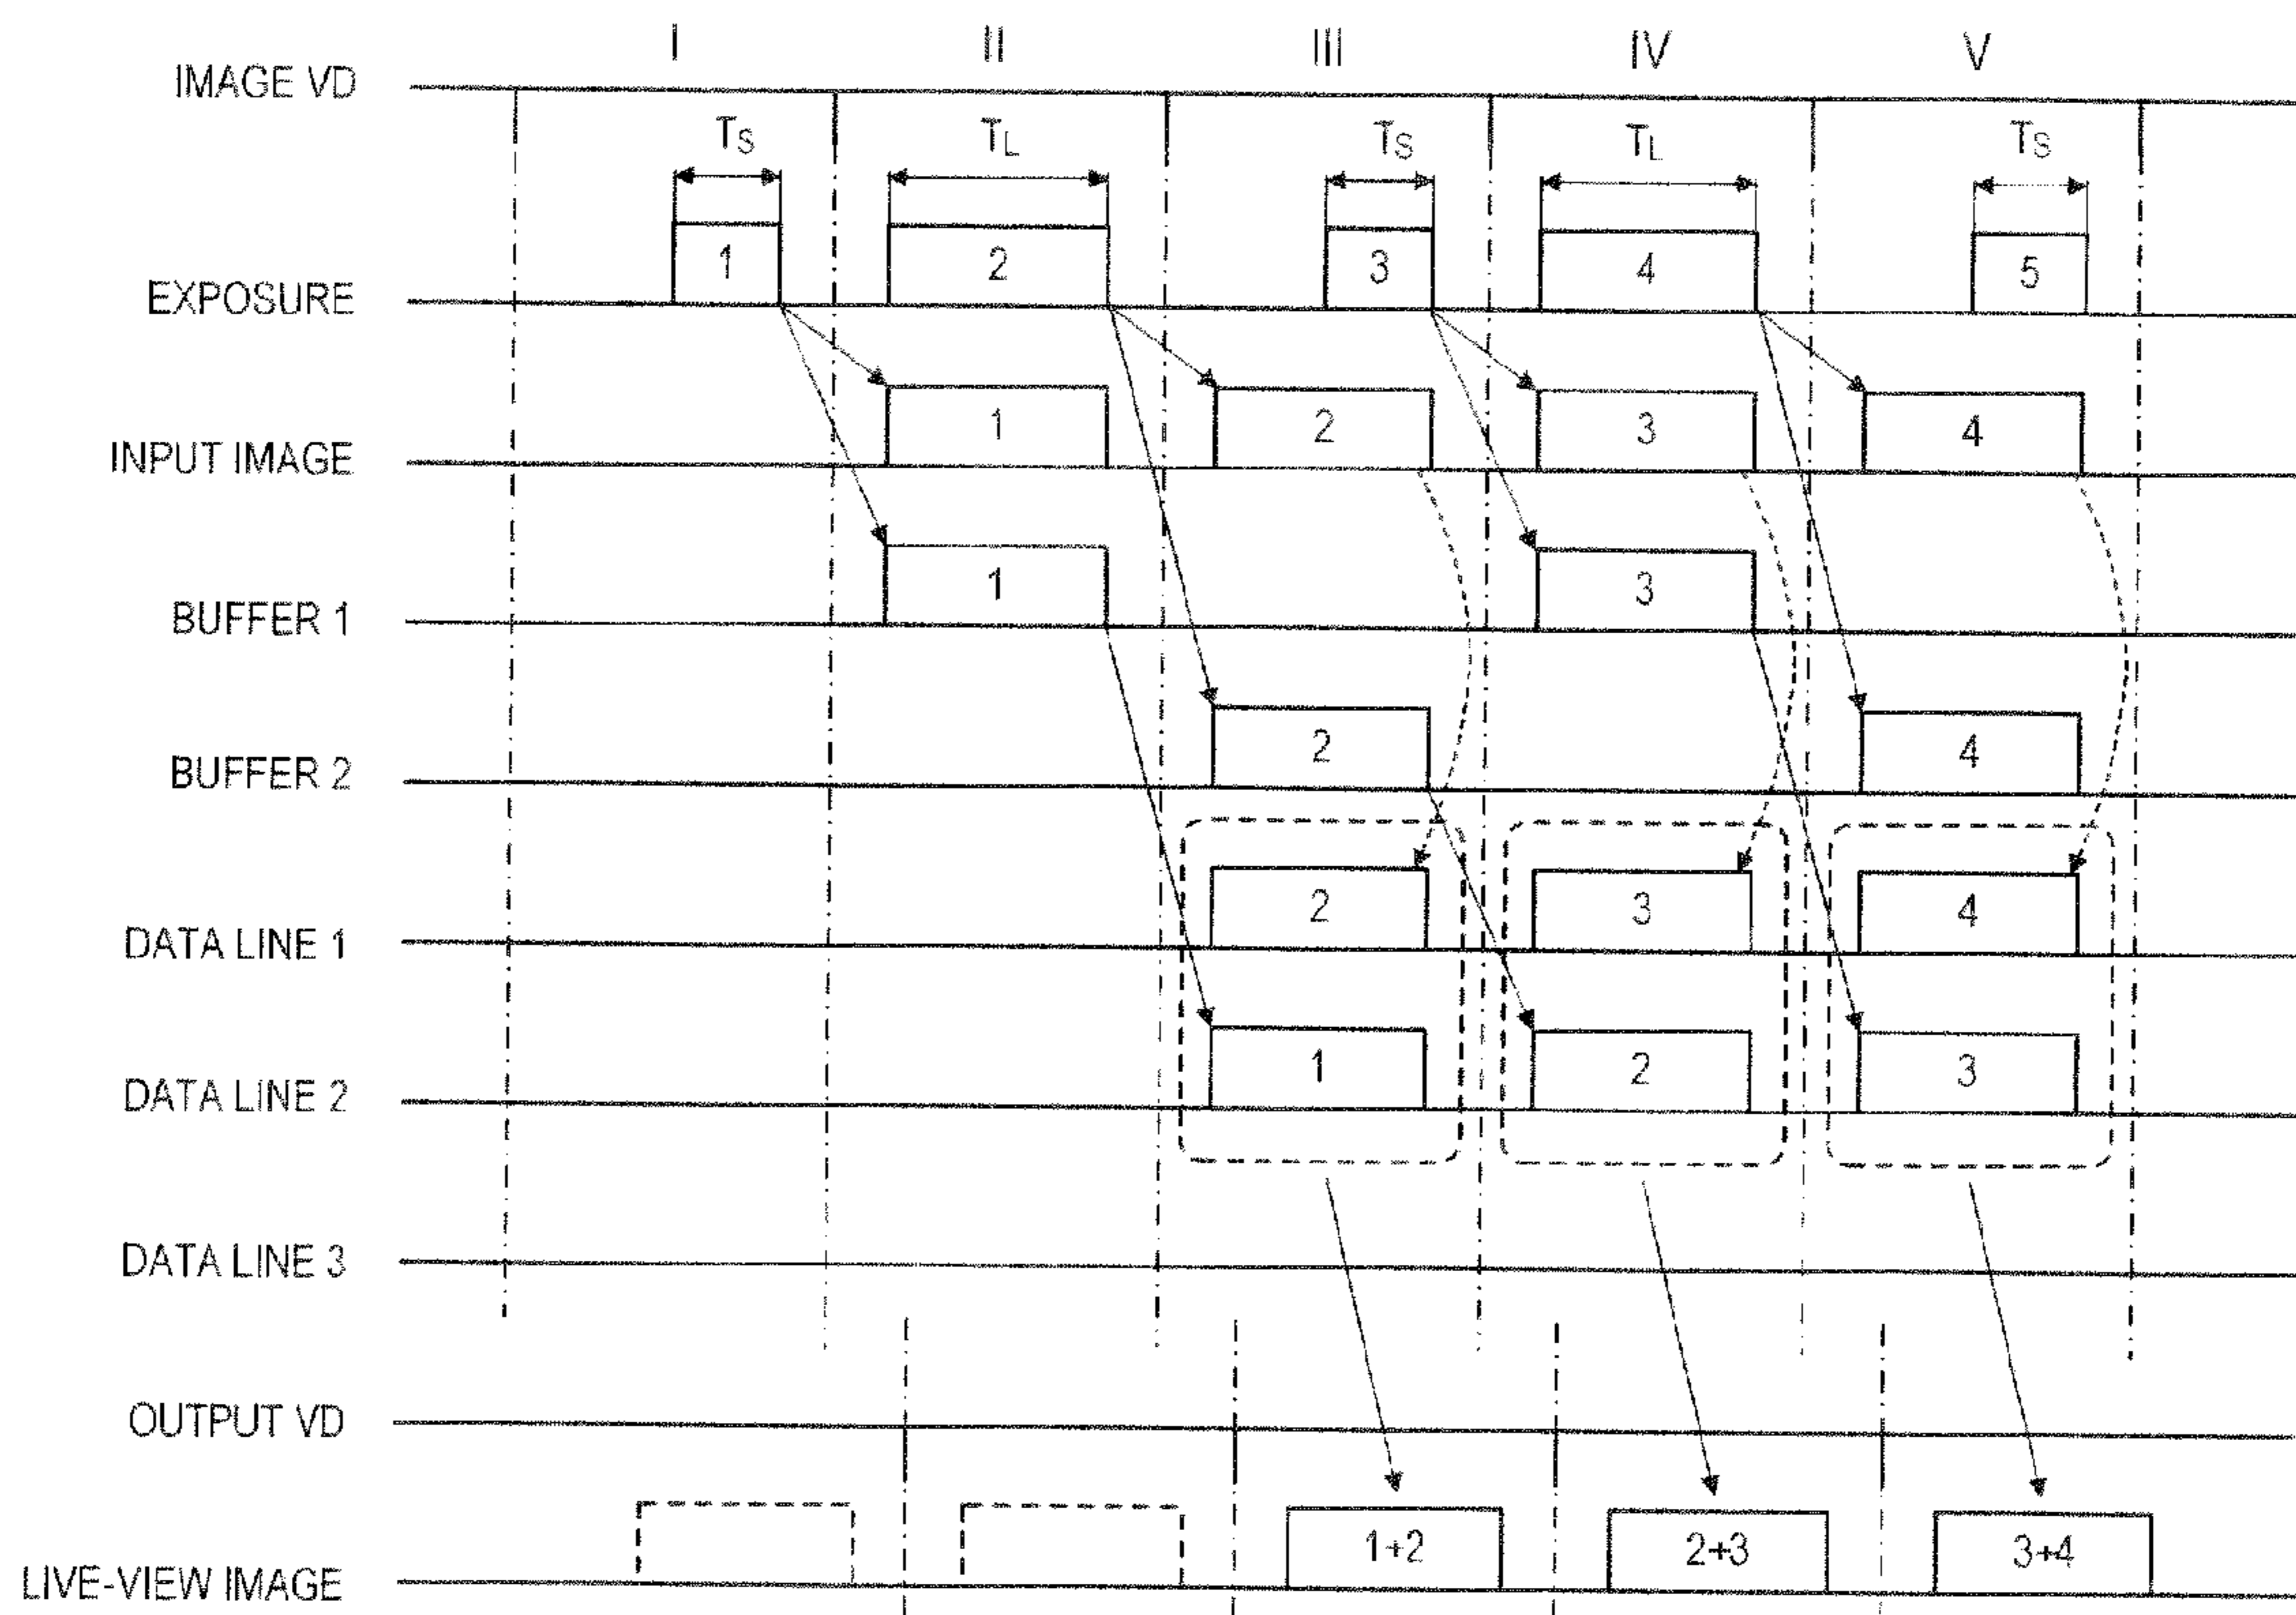 I II III IV V
IMAGE VD
TS TL TS TL TS
1 2 3 4 5
EXPOSURE
1 2 3 4
INPUT IMAGE
1 3
BUFFER 1
2 4
BUFFER 2
2 3 4
DATA LINE 1
1 2 3
DATA LINE 2
DATA LINE 3
OUTPUT VD
1+2 2+3 3+4
LIVE-VIEW IMAGE